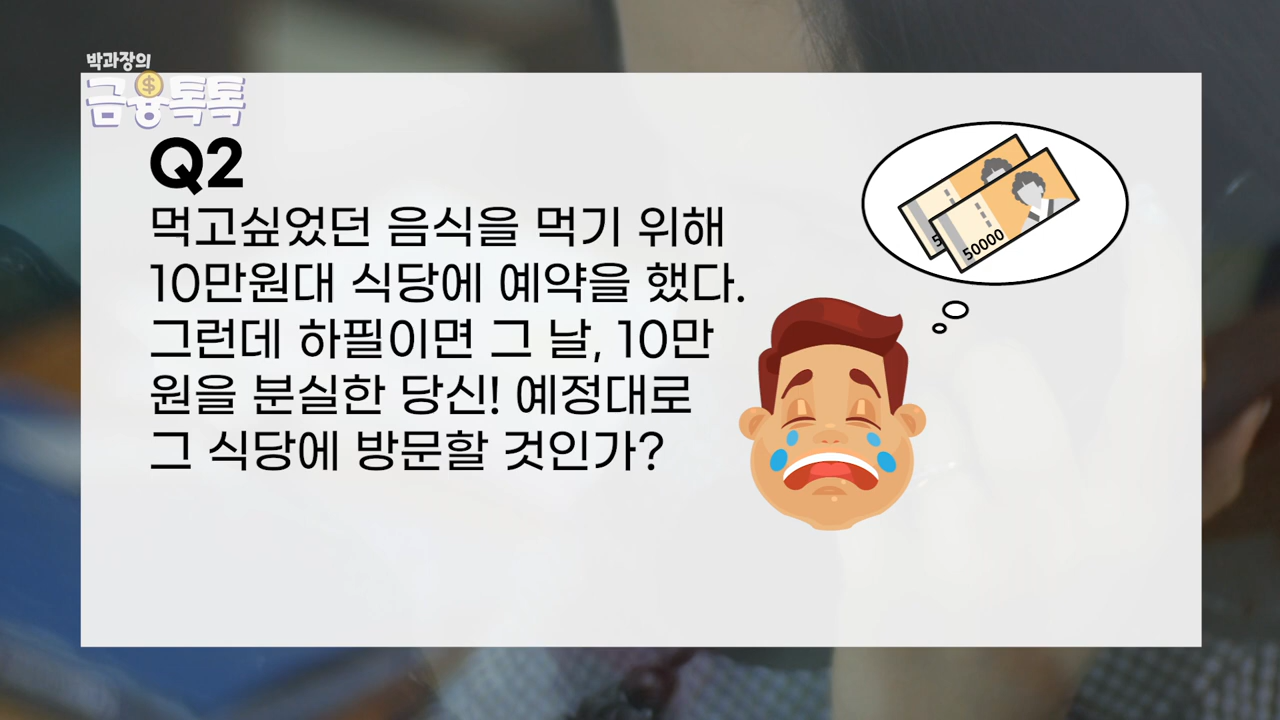 박과장의
금융톡톡
Q2
먹고싶었던 음식을 먹기 위해
10만원대 식당에 예약을 했다.
그런데 하필이면 그 날, 10만
원을 분실한 당신! 예정대로
그 식당에 방문할 것인가?
5
50000